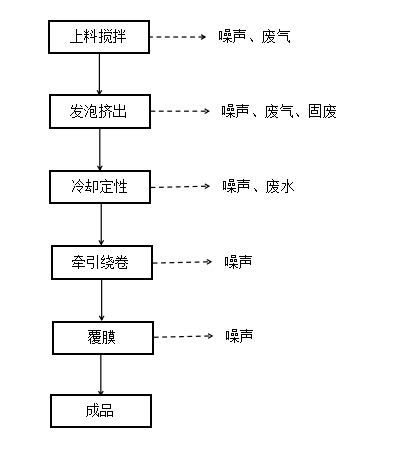 上料搅拌 噪声、废气
发泡挤出 噪声、废气、固废
冷却定性 噪声、废水
牵引绕卷 噪声
覆膜 噪声
成品